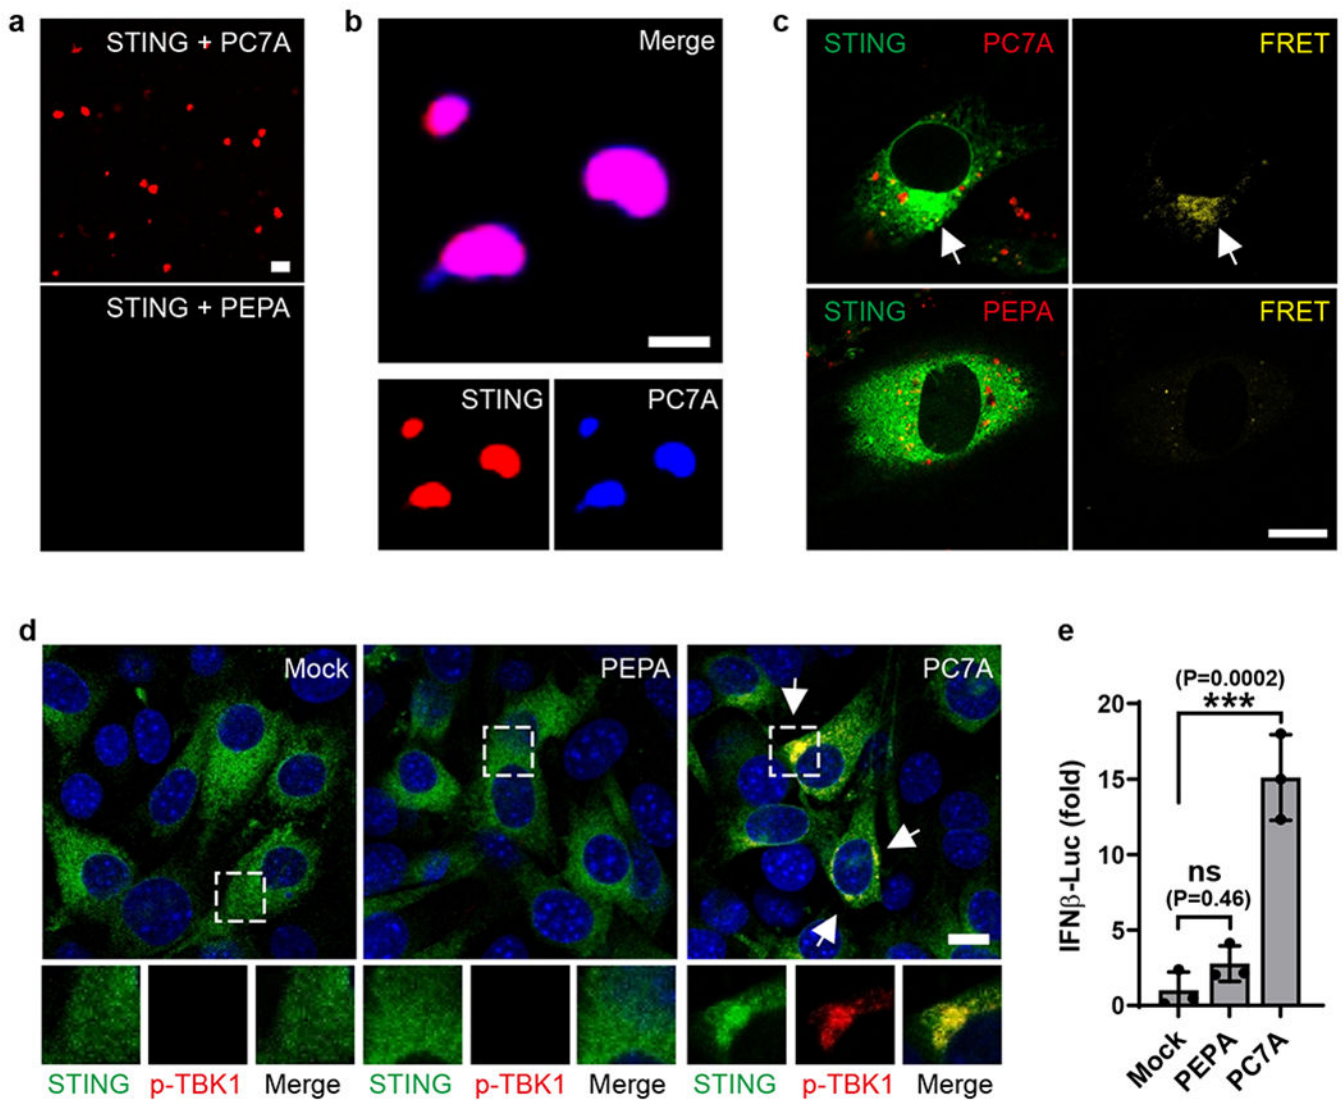 a
STING + PC7A
STING + PEPA
b
Merge
STING
PC7A
c
STING PC7A
FRET
STING PEPA
FRET
d
Mock
PEPA
PC7A
STING p-TBK1 Merge
STING p-TBK1 Merge
STING p-TBK1 Merge
e
(P=0.0002)
***
ns
(P=0.46)
IFNβ-Luc (fold)
20
15
10
5
0
Mock
PEPA
PC7A